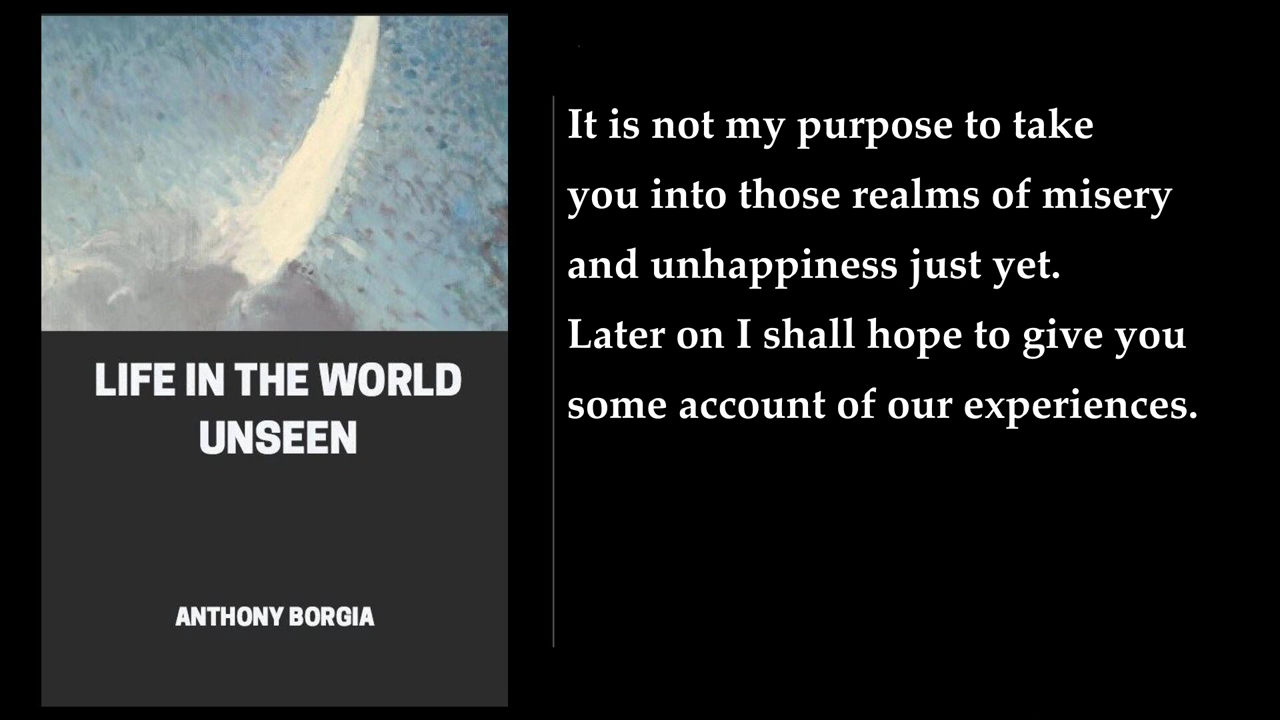 LIFE IN THE WORLD
UNSEEN
ANTHONY BORGIA
It is not my purpose to take
you into those realms of misery
and unhappiness just yet.
Later on I shall hope to give you
some account of our experiences.